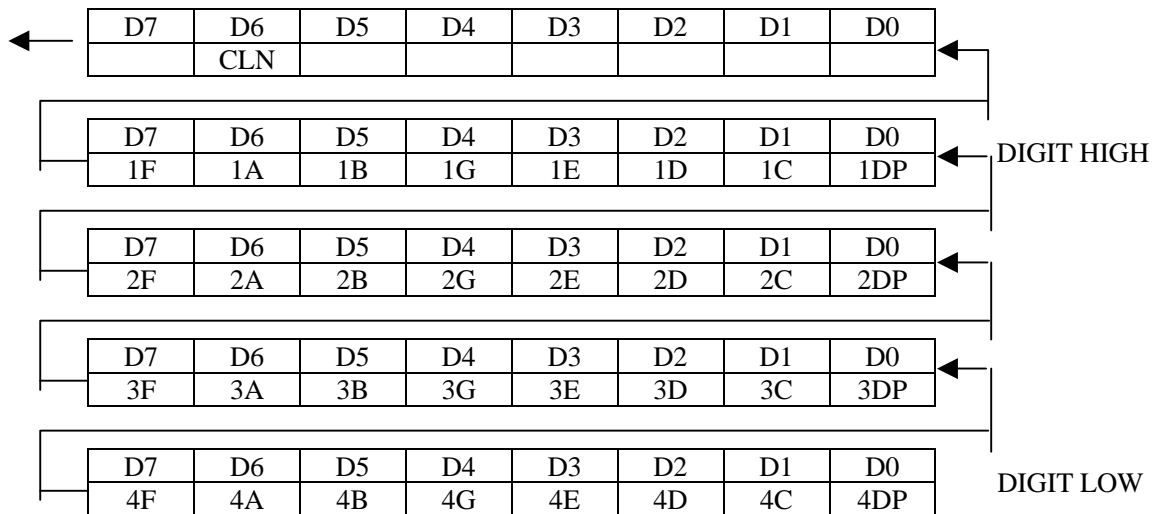 D7 D6 D5 D4 D3 D2 D1 D0
CLN
D7 D6 D5 D4 D3 D2 D1 D0
DIGIT HIGH
1F 1A 1B 1G 1E 1D 1C 1DP
D7 D6 D5 D4 D3 D2 D1 D0
2F 2A 2B 2G 2E 2D 2C 2DP
D7 D6 D5 D4 D3 D2 D1 D0
3F 3A 3B 3G 3E 3D 3C 3DP
D7 D6 D5 D4 D3 D2 D1 D0
DIGIT LOW
4F 4A 4B 4G 4E 4D 4C 4DP